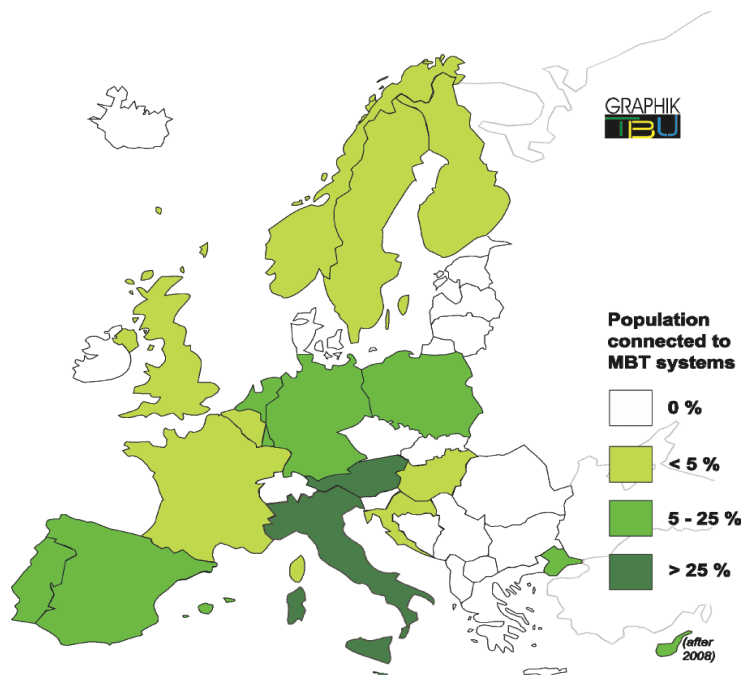 GRAPHIK
TBU
Population
connected to
MBT systems
0 %
< 5 %
5 - 25 %
> 25 %
(after
2008)